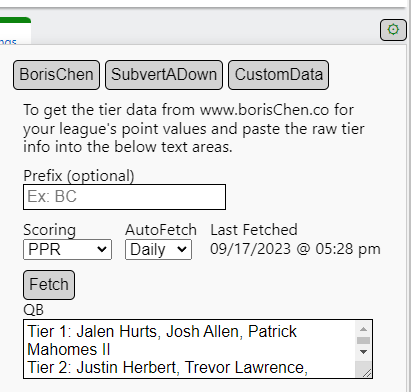 ngs
BorisChen SubvertADown CustomData
To get the tier data from www.borisChen.co for
your league's point values and paste the raw tier
info into the below text areas.
Prefix (optional)
Ex: BC
Scoring AutoFetch Last Fetched
PPR Daily 09/17/2023 @ 05:28 pm
Fetch
QB
Tier 1: Jalen Hurts, Josh Allen, Patrick
Mahomes II
Tier 2: Justin Herbert, Trevor Lawrence,